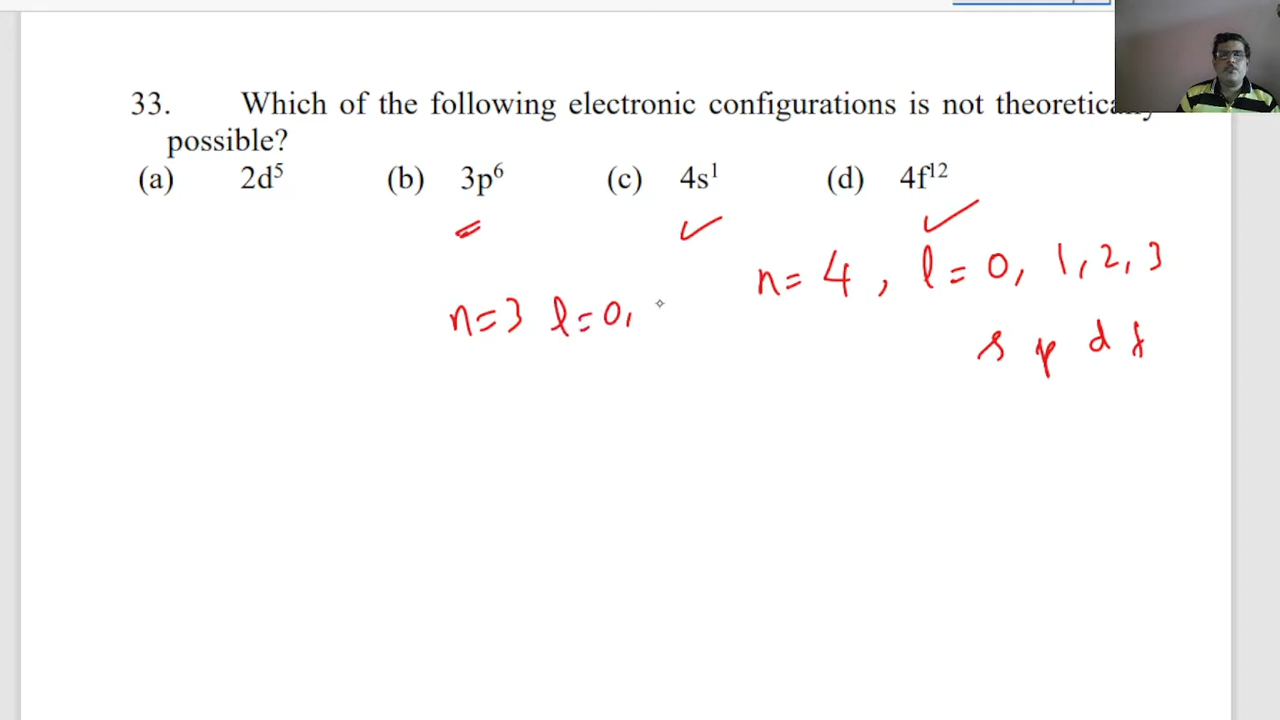 33. Which of the following electronic configurations is not theoretically
possible?
(a) 2d⁵ (b) 3p⁶ (c) 4s¹ (d) 4f¹²
n=4, l=0, 1, 2, 3
n=3 l=0,
s p d f